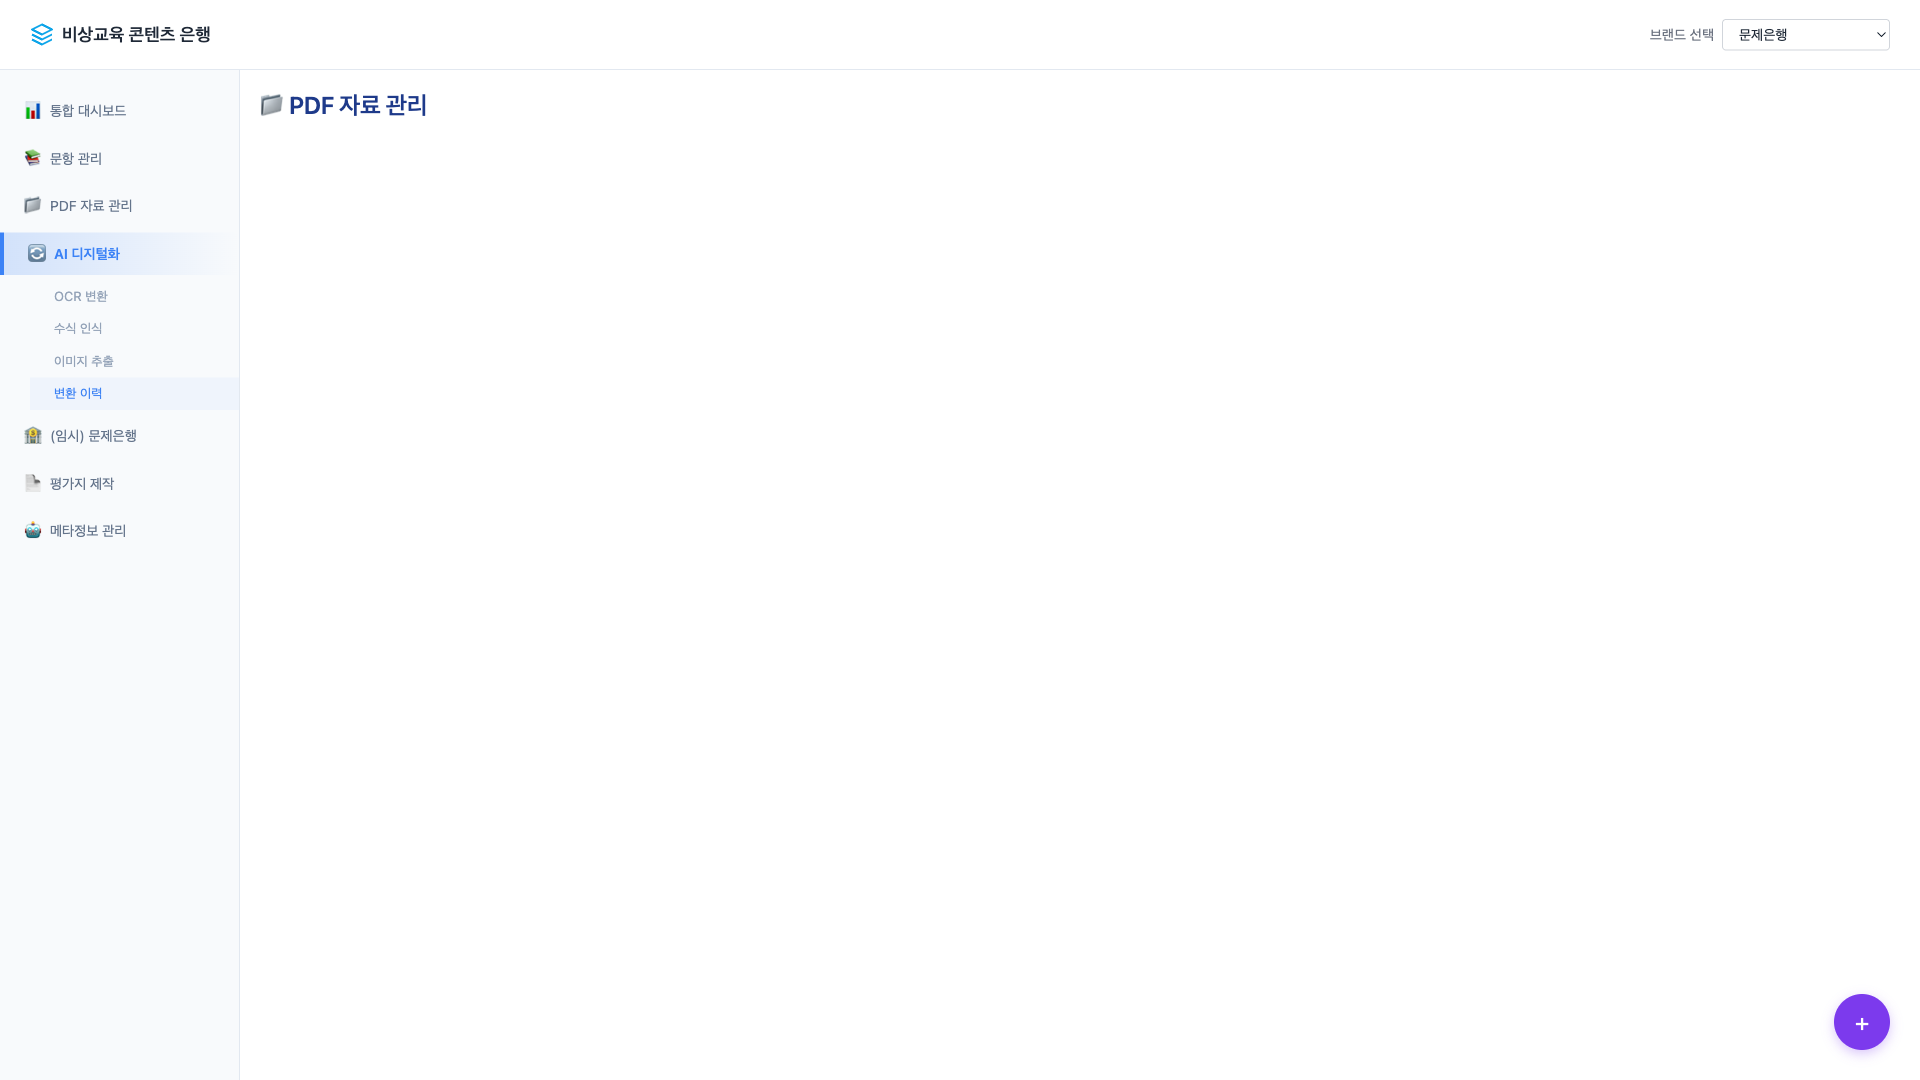 비상교육 콘텐츠 은행
브랜드 선택
문제은행
통합 대시보드
문항 관리
PDF 자료 관리
AI 디지털화
OCR 변환
수식 인식
이미지 추출
변환 이력
(임시) 문제은행
평가지 제작
메타정보 관리
PDF 자료 관리
+